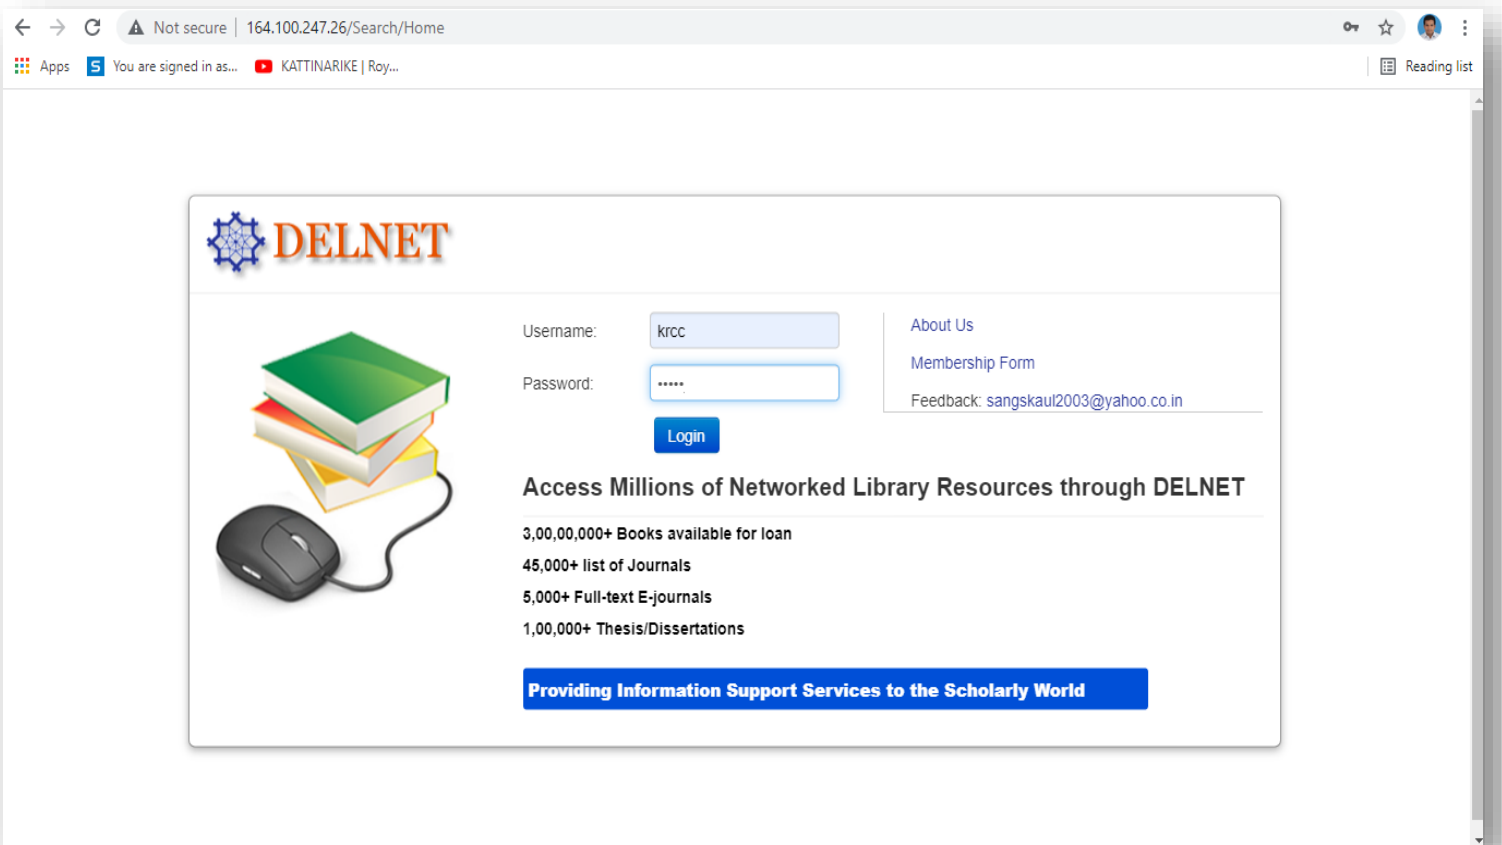 Not secure | 164.100.247.26/Search/Home
Apps S You are signed in as... KATTINARIKE | Roy... Reading list
DELNET
Username: krcc
Password: •••••
Login
About Us
Membership Form
Feedback: sangskaul2003@yahoo.co.in
Access Millions of Networked Library Resources through DELNET
3,00,00,000+ Books available for loan
45,000+ list of Journals
5,000+ Full-text E-journals
1,00,000+ Thesis/Dissertations
Providing Information Support Services to the Scholarly World